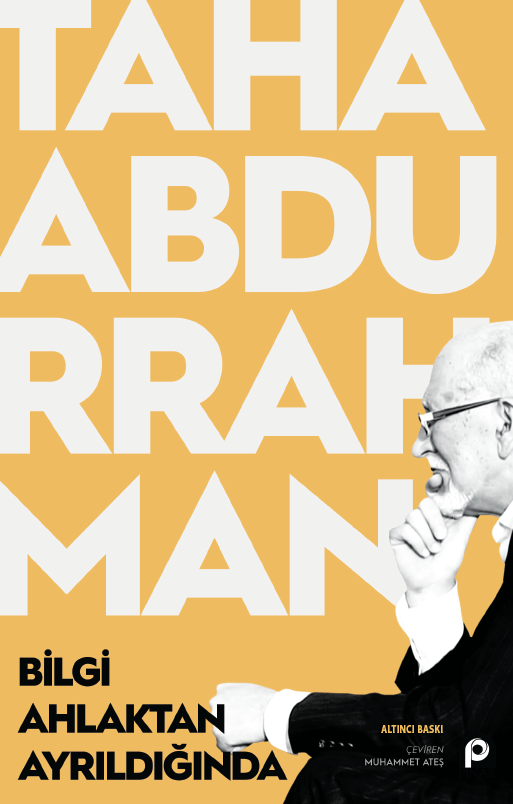 TAHA
ABDU
RRAH
MAN
BİLGİ
AHLAKTAN
AYRILDIĞINDA
ALTINCI BASKI
ÇEVİREN
MUHAMMET ATEŞ
p